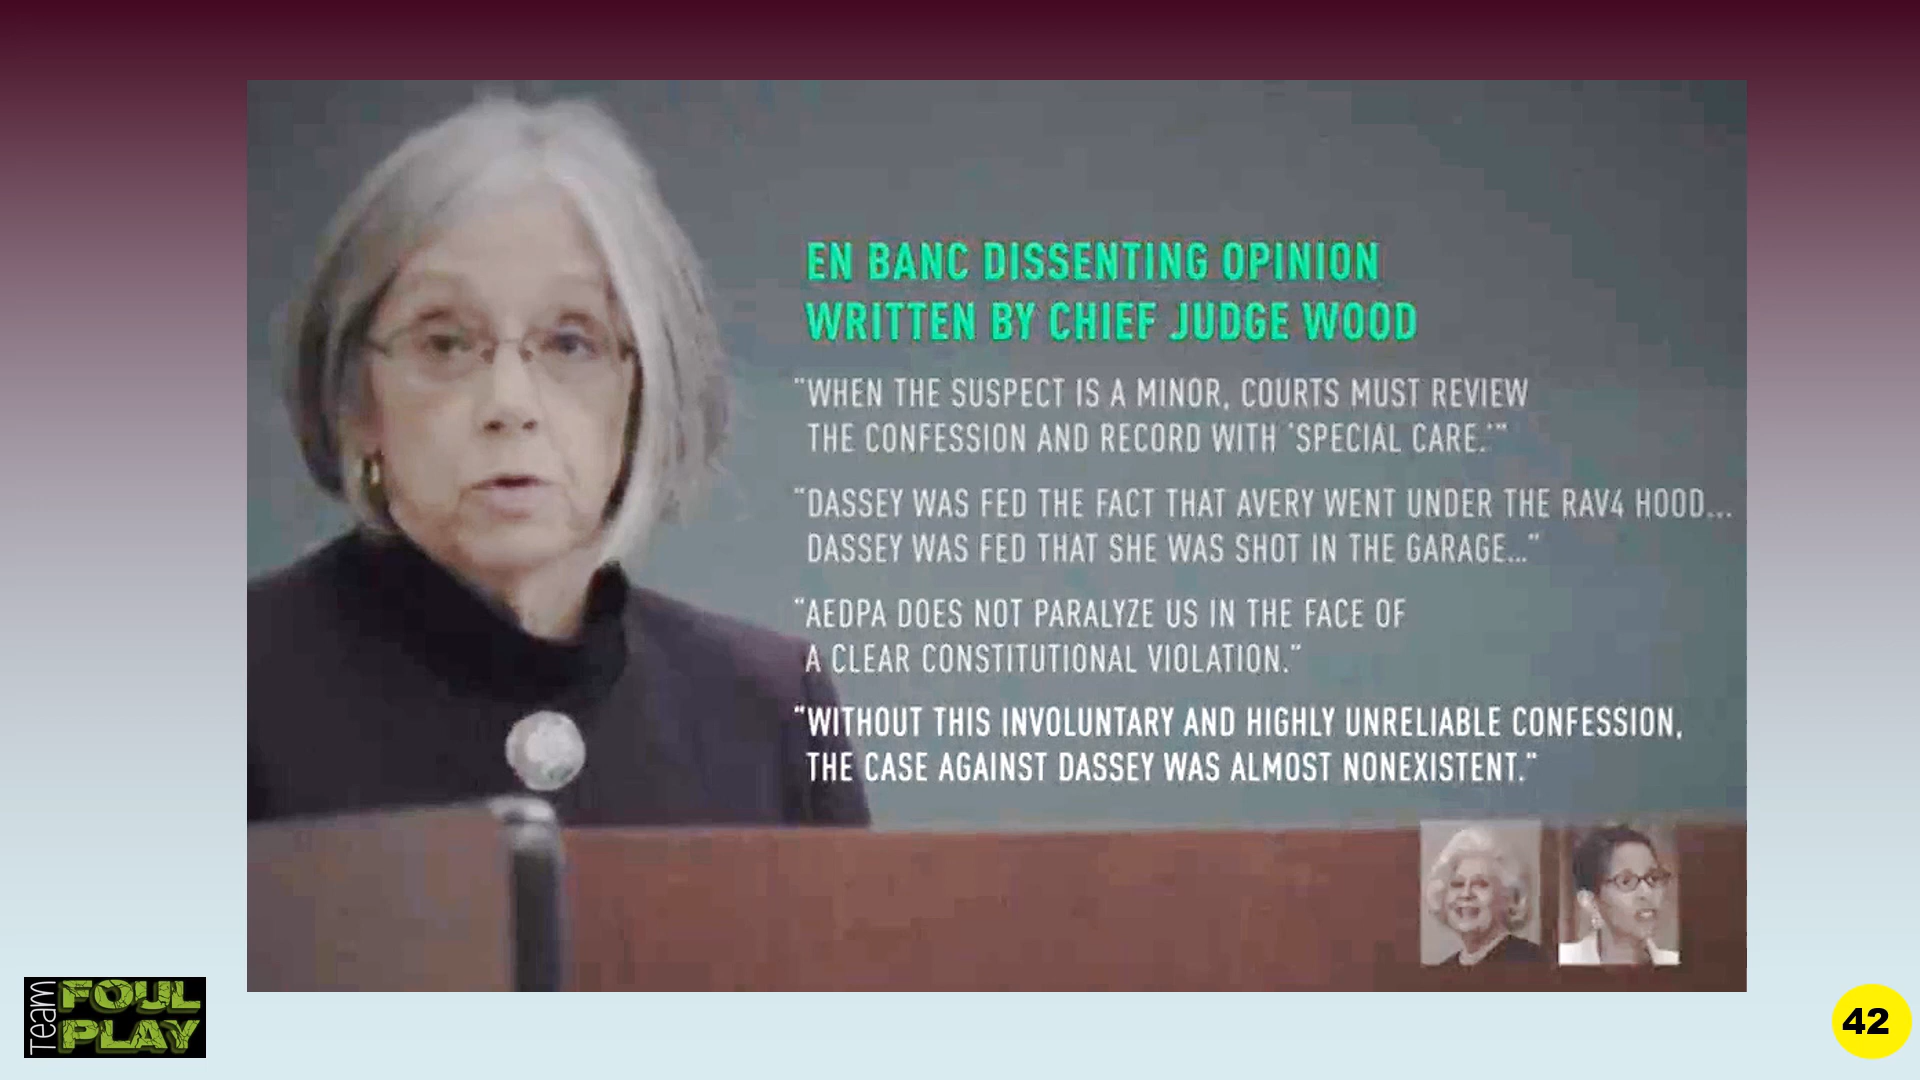 EN BANC DISSENTING OPINION
WRITTEN BY CHIEF JUDGE WOOD
"WHEN THE SUSPECT IS A MINOR, COURTS MUST REVIEW
THE CONFESSION AND RECORD WITH 'SPECIAL CARE.'"
"DASSEY WAS FED THE FACT THAT AVERY WENT UNDER THE RAV4 HOOD...
DASSEY WAS FED THAT SHE WAS SHOT IN THE GARAGE..."
"AEDPA DOES NOT PARALYZE US IN THE FACE OF
A CLEAR CONSTITUTIONAL VIOLATION."
"WITHOUT THIS INVOLUNTARY AND HIGHLY UNRELIABLE CONFESSION,
THE CASE AGAINST DASSEY WAS ALMOST NONEXISTENT."
Team
FOUL
PLAY
42